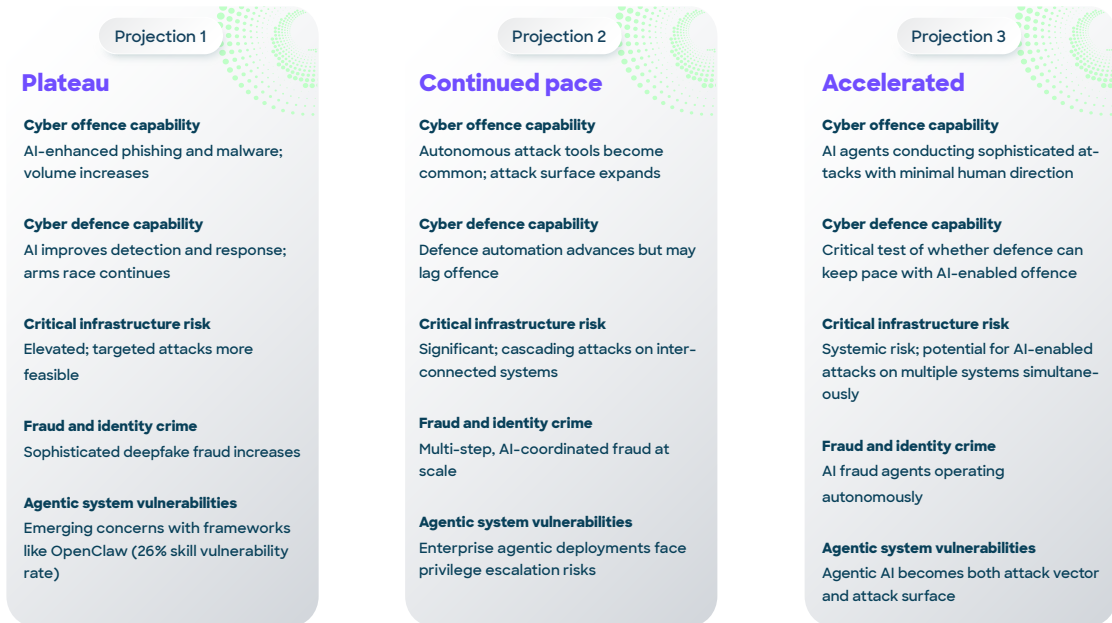 Projection 1
Plateau
Cyber offence capability
AI-enhanced phishing and malware;
volume increases
Cyber defence capability
AI improves detection and response;
arms race continues
Critical infrastructure risk
Elevated; targeted attacks more
feasible
Fraud and identity crime
Sophisticated deepfake fraud increases
Agentic system vulnerabilities
Emerging concerns with frameworks
like OpenClaw (26% skill vulnerability
rate)
Projection 2
Continued pace
Cyber offence capability
Autonomous attack tools become
common; attack surface expands
Cyber defence capability
Defence automation advances but may
lag offence
Critical infrastructure risk
Significant; cascading attacks on inter-
connected systems
Fraud and identity crime
Multi-step, AI-coordinated fraud at
scale
Agentic system vulnerabilities
Enterprise agentic deployments face
privilege escalation risks
Projection 3
Accelerated
Cyber offence capability
AI agents conducting sophisticated at-
tacks with minimal human direction
Cyber defence capability
Critical test of whether defence can
keep pace with AI-enabled offence
Critical infrastructure risk
Systemic risk; potential for AI-enabled
attacks on multiple systems simultane-
ously
Fraud and identity crime
AI fraud agents operating
autonomously
Agentic system vulnerabilities
Agentic AI becomes both attack vector
and attack surface